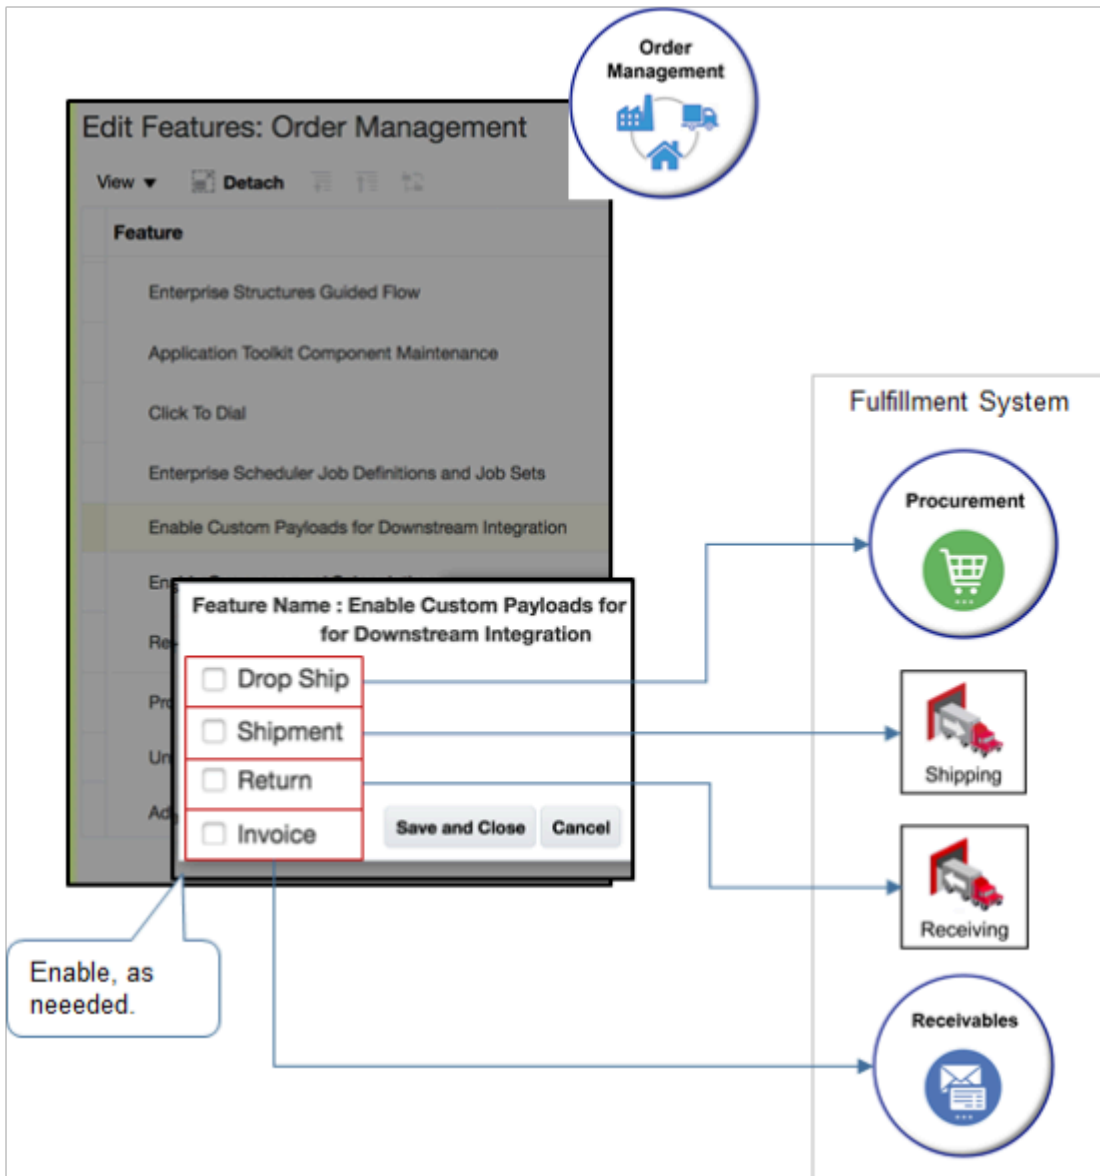 Order
Management
Edit Features: Order Management
View
Detach
Feature
Enterprise Structures Guided Flow
Application Toolkit Component Maintenance
Click To Dial
Enterprise Scheduler Job Definitions and Job Sets
Enable Custom Payloads for Downstream Integration
Feature Name : Enable Custom Payloads for
for Downstream Integration
Drop Ship
Shipment
Return
Invoice
Save and Close
Cancel
Enable, as
neeeded.
Fulfillment System
Procurement
Shipping
Receiving
Receivables